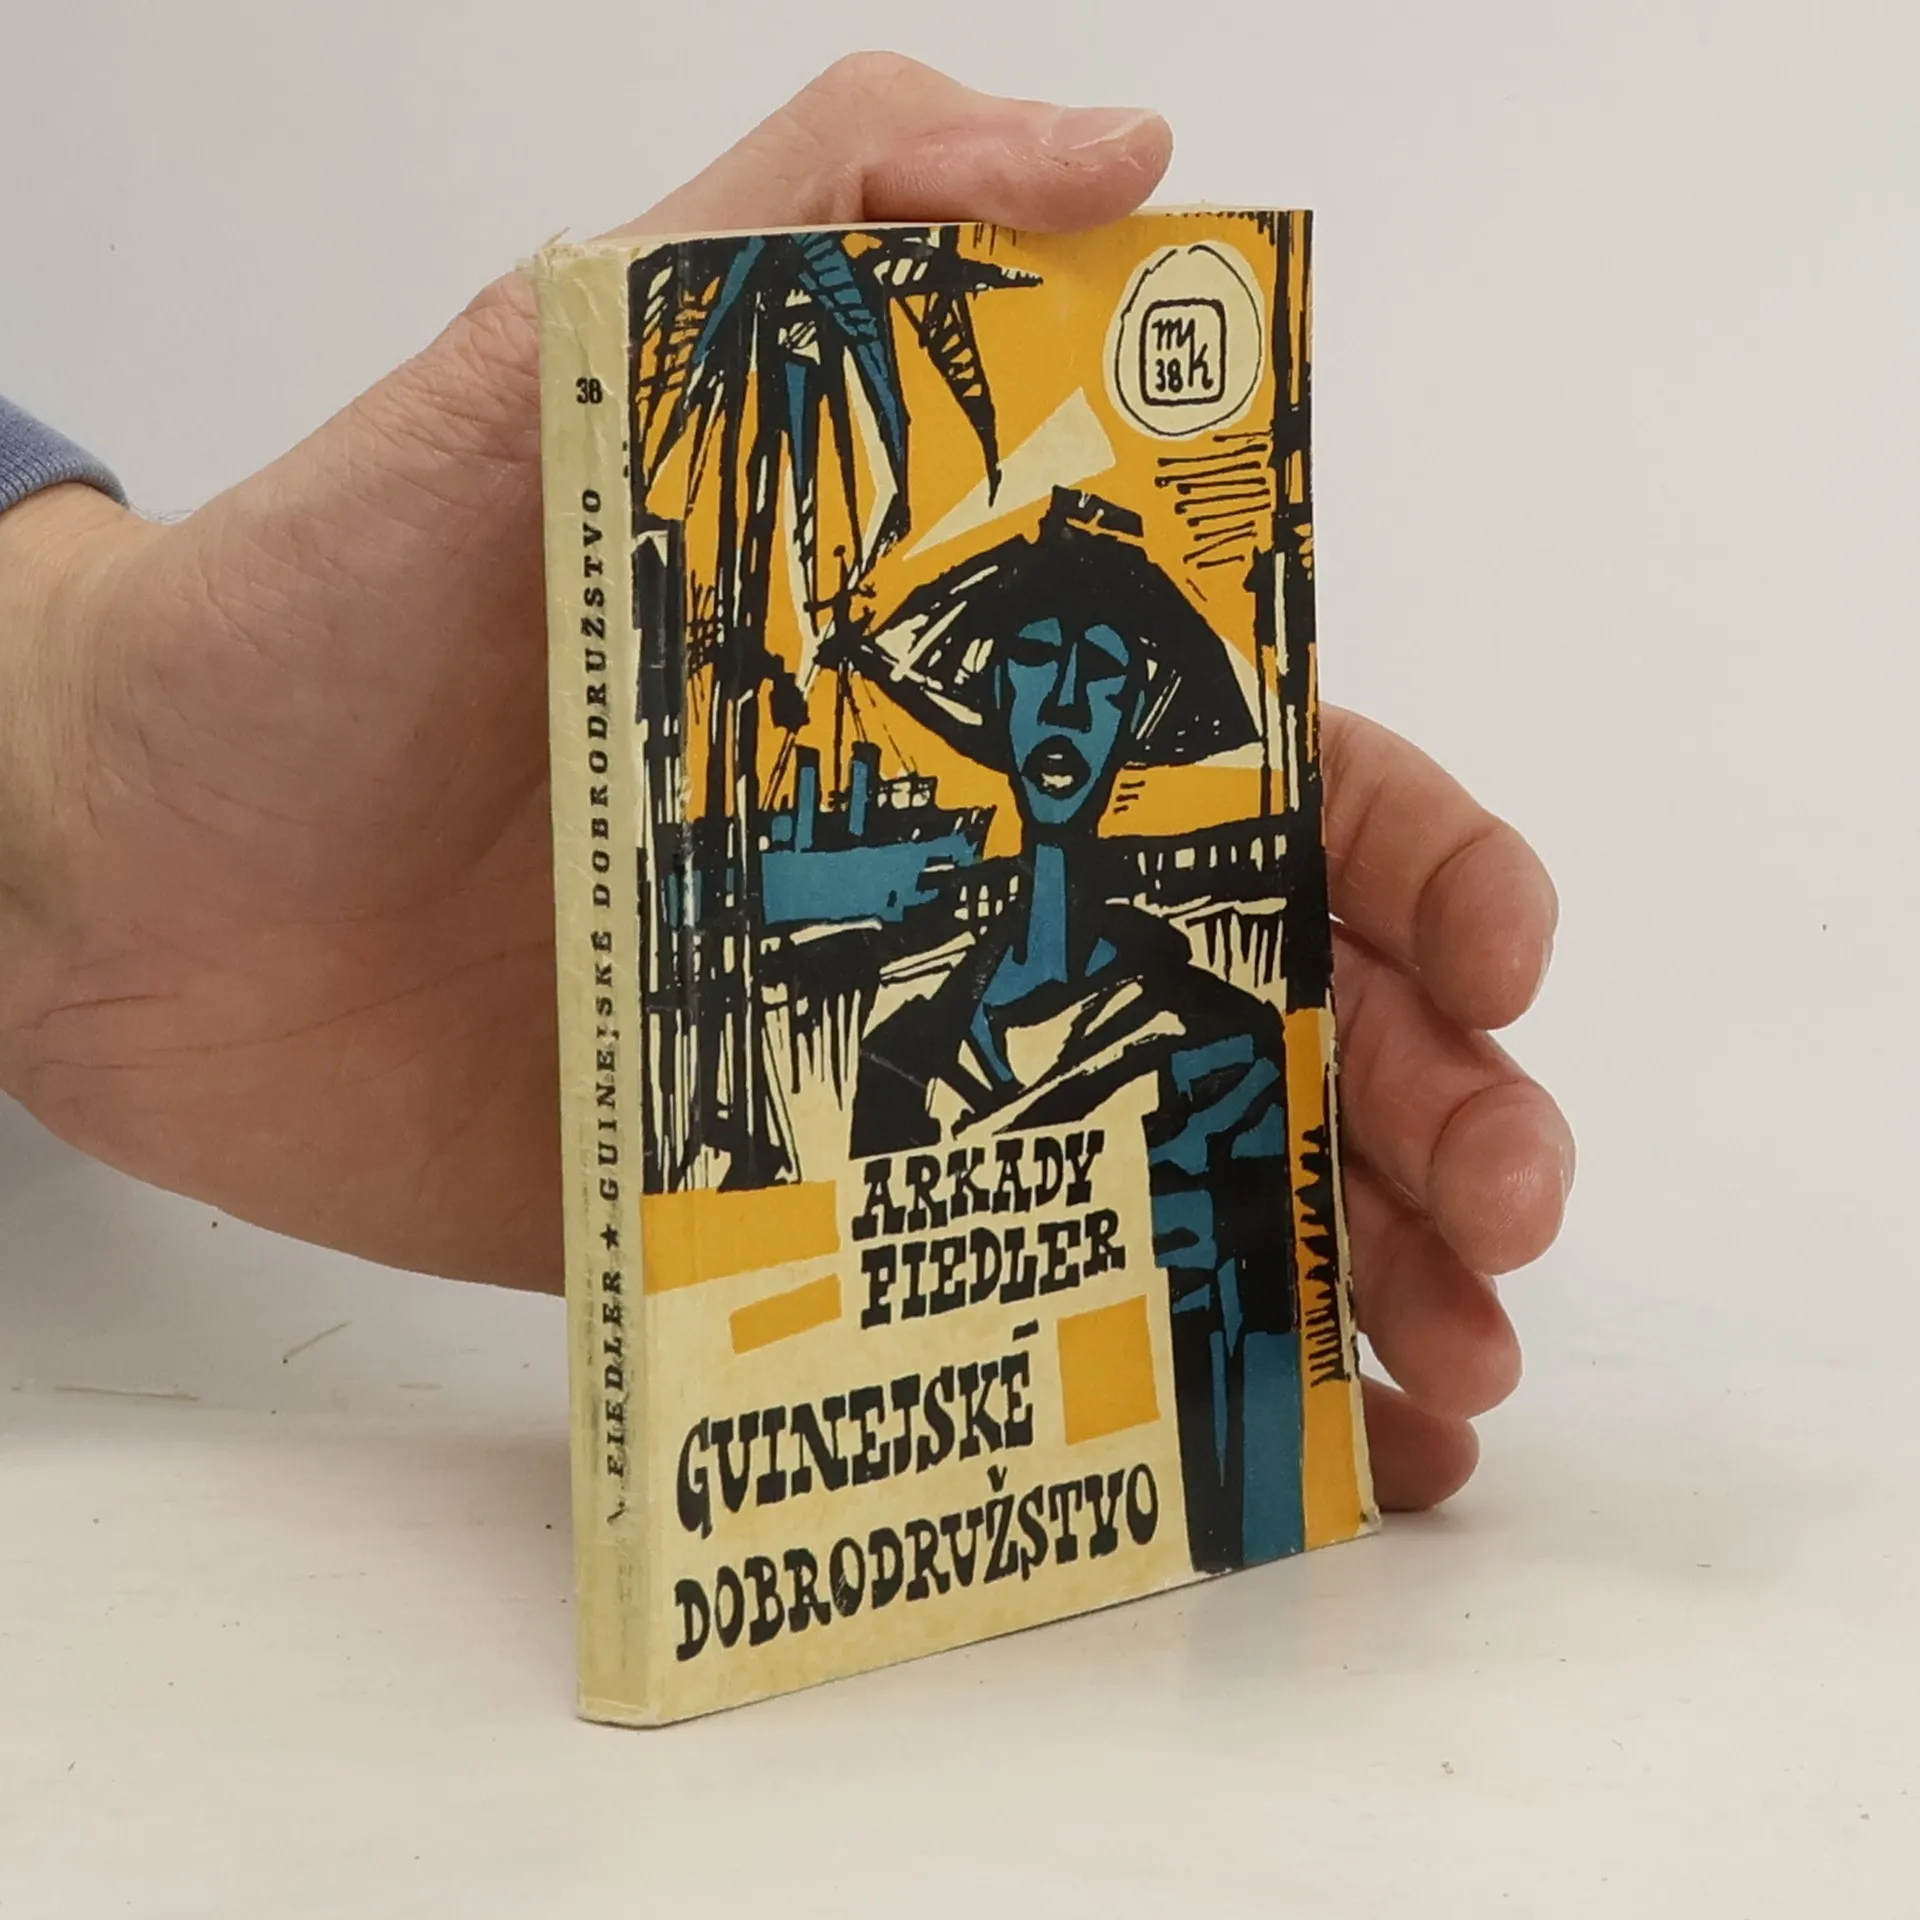 38
A. FIEDLER ★ GUINEJSKÉ DOBRODRUŽSTVO
MK
38
ARKADY
FIEDLER
GUINEJSKÉ
DOBRODRUŽSTVO